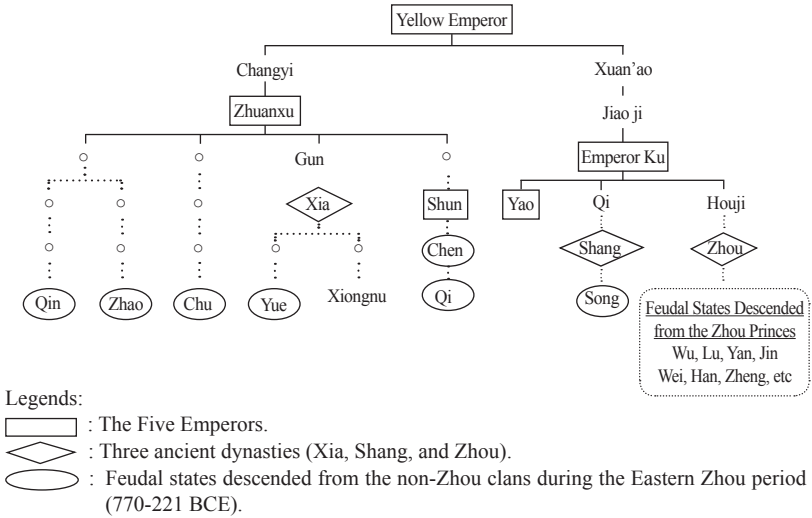 Yellow Emperor
Changyi
Xuan'ao
Zhuanxu
Jiao ji
Gun
Emperor Ku
Xia
Shun
Yao
Qi
Houji
Chen
Shang
Zhou
Qin
Zhao
Chu
Yue
Xiongnu
Qi
Song
Feudal States Descended
from the Zhou Princes
Wu, Lu, Yan, Jin
Wei, Han, Zheng, etc
Legends:
: The Five Emperors.
: Three ancient dynasties (Xia, Shang, and Zhou).
: Feudal states descended from the non-Zhou clans during the Eastern Zhou period
(770-221 BCE).